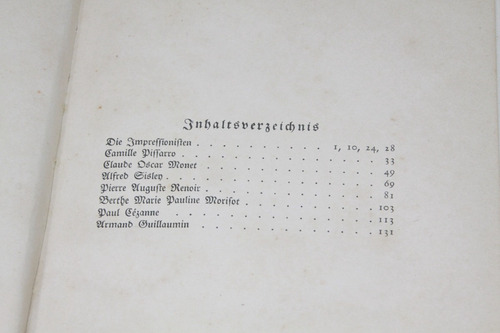 Inhaltsverzeichnis
Die Impressionisten . . . . . . . . . . . 1, 10, 24, 28
Camille Pissarro . . . . . . . . . . . . . 33
Claude Oscar Monet . . . . . . . . . . . . 49
Alfred Sisley . . . . . . . . . . . . . . 69
Pierre Auguste Renoir . . . . . . . . . . . 81
Berthe Marie Pauline Morisot . . . . . . . . . 103
Paul Cézanne . . . . . . . . . . . . . 113
Armand Guillaumin . . . . . . . . . . . . 131